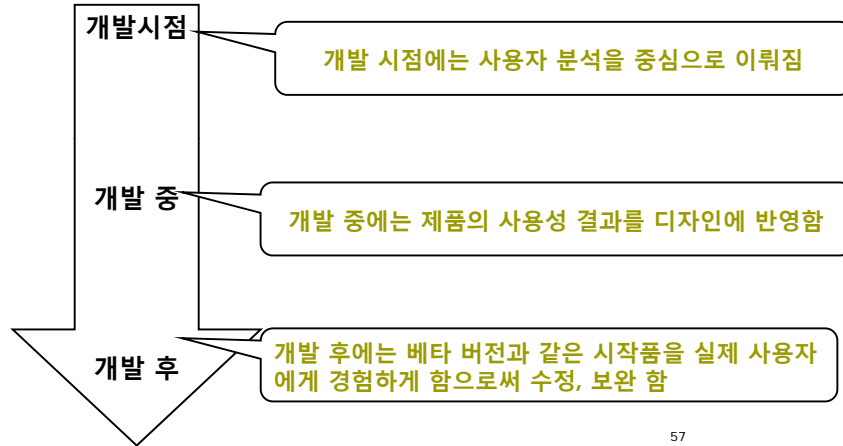 개발시점
개발 시점에는 사용자 분석을 중심으로 이뤄짐
개발 중
개발 중에는 제품의 사용성 결과를 디자인에 반영함
개발 후
개발 후에는 베타 버전과 같은 시작품을 실제 사용자
에게 경험하게 함으로써 수정, 보완 함
57